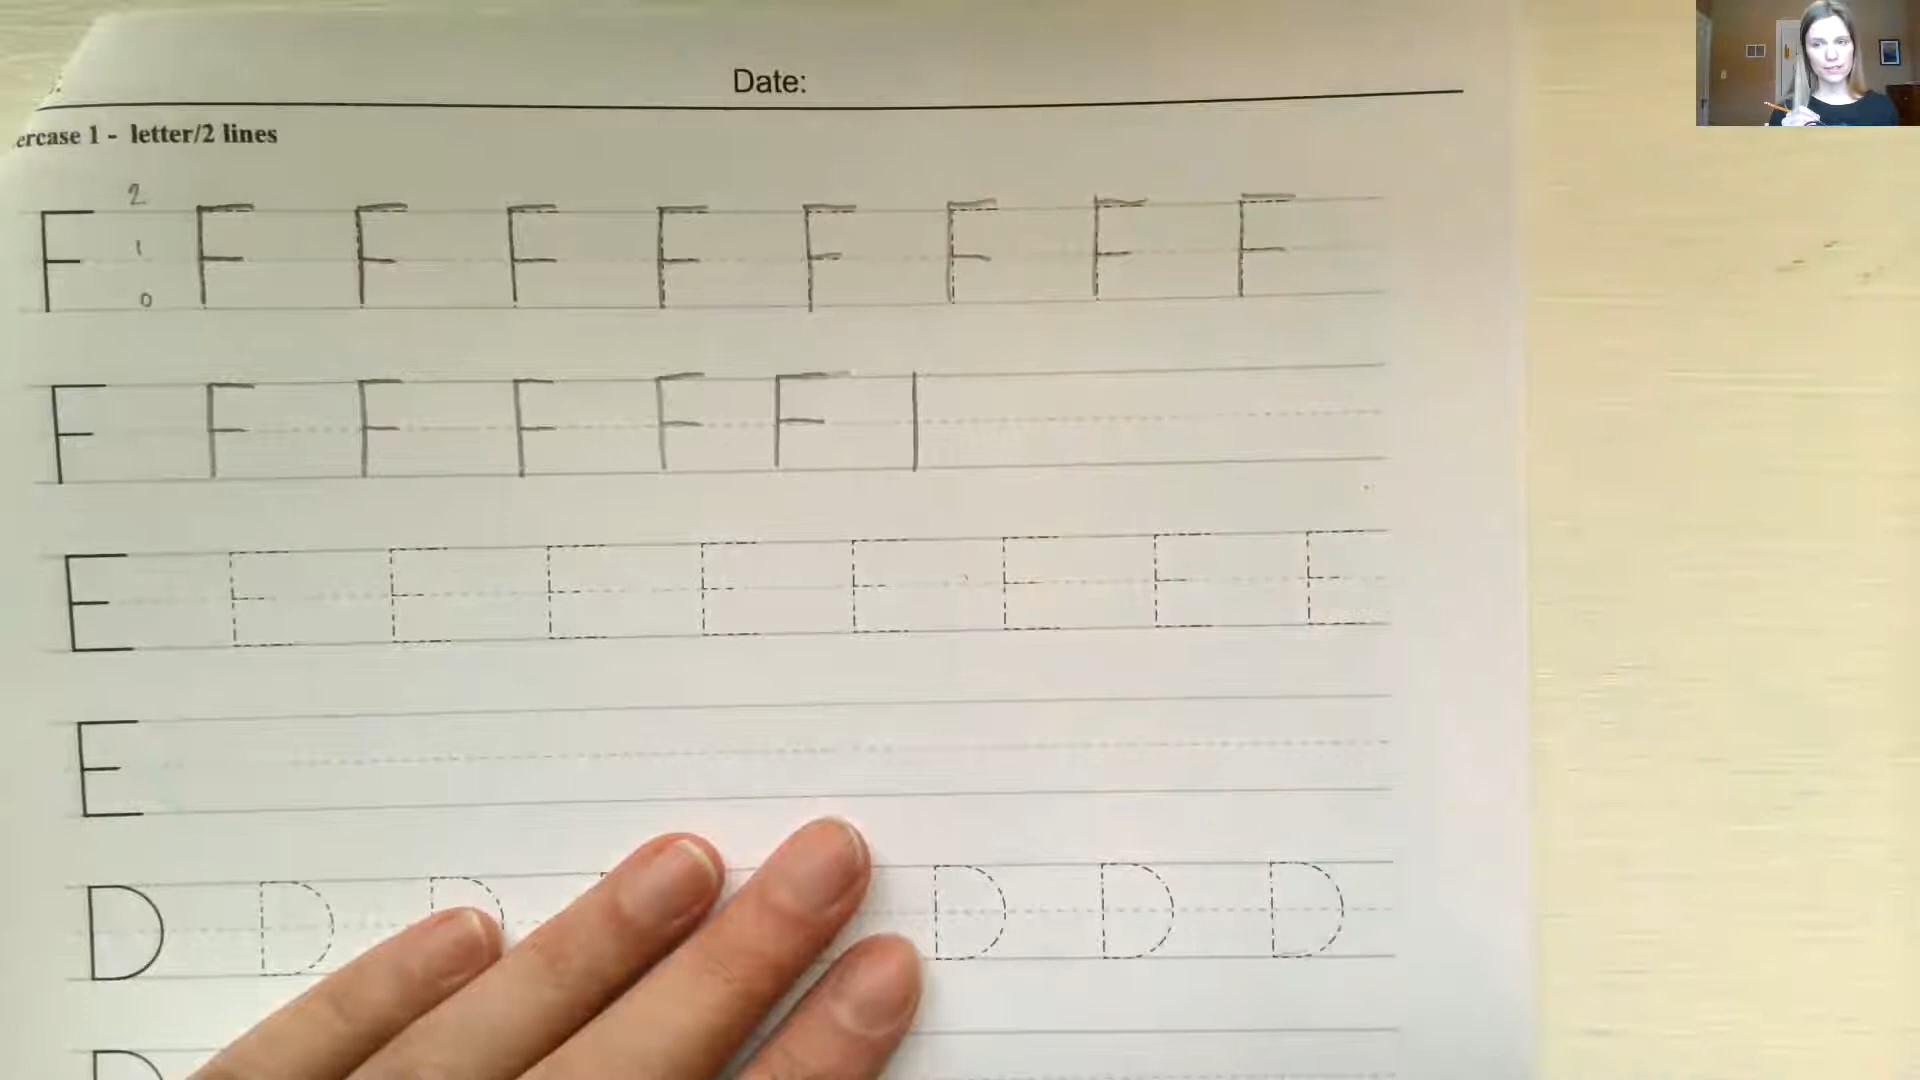 Date:
ercase 1 - letter/2 lines
2
F F F F F F F F F
1
0
F F F F F F |
E E E E E E E E E
E
D D D D D D